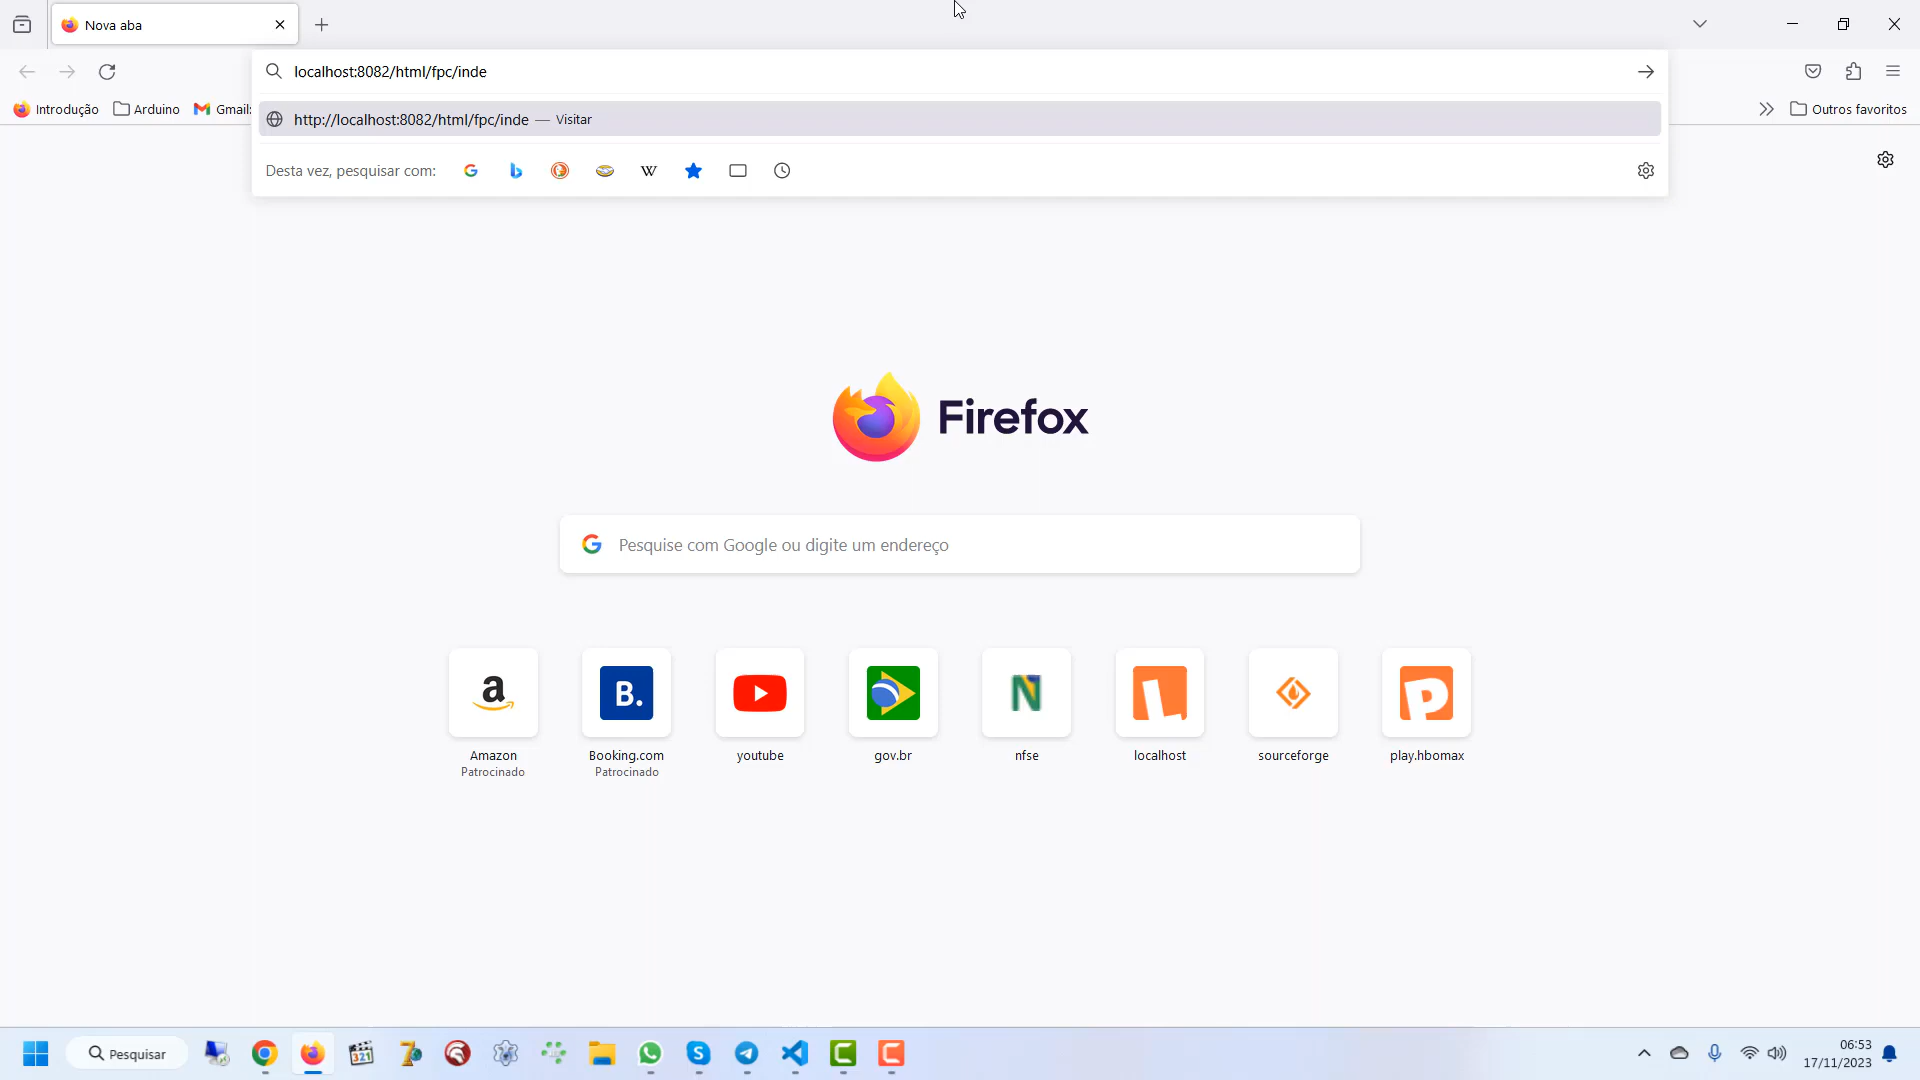 Nova aba
localhost:8082/html/fpc/inde
http://localhost:8082/html/fpc/inde — Visitar
Introdução
Arduino
Gmail:
Outros favoritos
Desta vez, pesquisar com:
Firefox
Pesquise com Google ou digite um endereço
Amazon
Patrocinado
Booking.com
Patrocinado
youtube
gov.br
nfse
localhost
sourceforge
play.hbomax
Pesquisar
06:53
17/11/2023